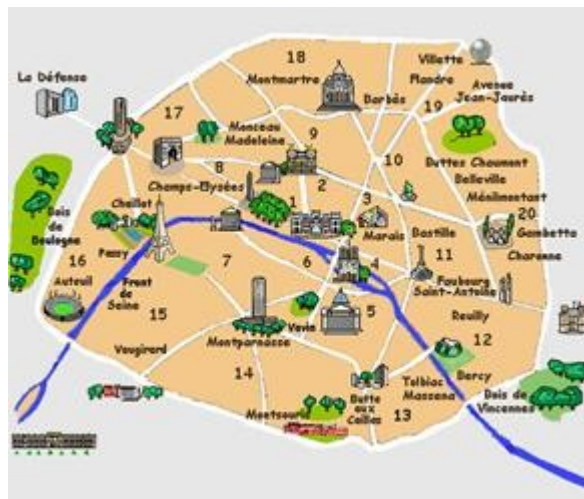 18
Villette
Montmartre
Flandre
La Défense
Avenue
Jean-Jaurès
Barbès
17
19
Monceau
Madeleine
9
Buttes Chaumont
8
10
Belleville
2
Champs-Elysées
Ménilmontant
Chaillot
1
3
20
Gambetta
Marais
Bastille
Charonne
Bois de
Boulogne
Passy
16
7
6
4
11
Auteuil
Front
de
Seine
Faubourg
Saint-Antoine
15
5
Vavin
Reuilly
Montparnasse
12
Vaugirard
14
Tolbiac
Massena
Bercy
Butte
aux
Cailles
Montsouris
13
Bois de
Vincennes